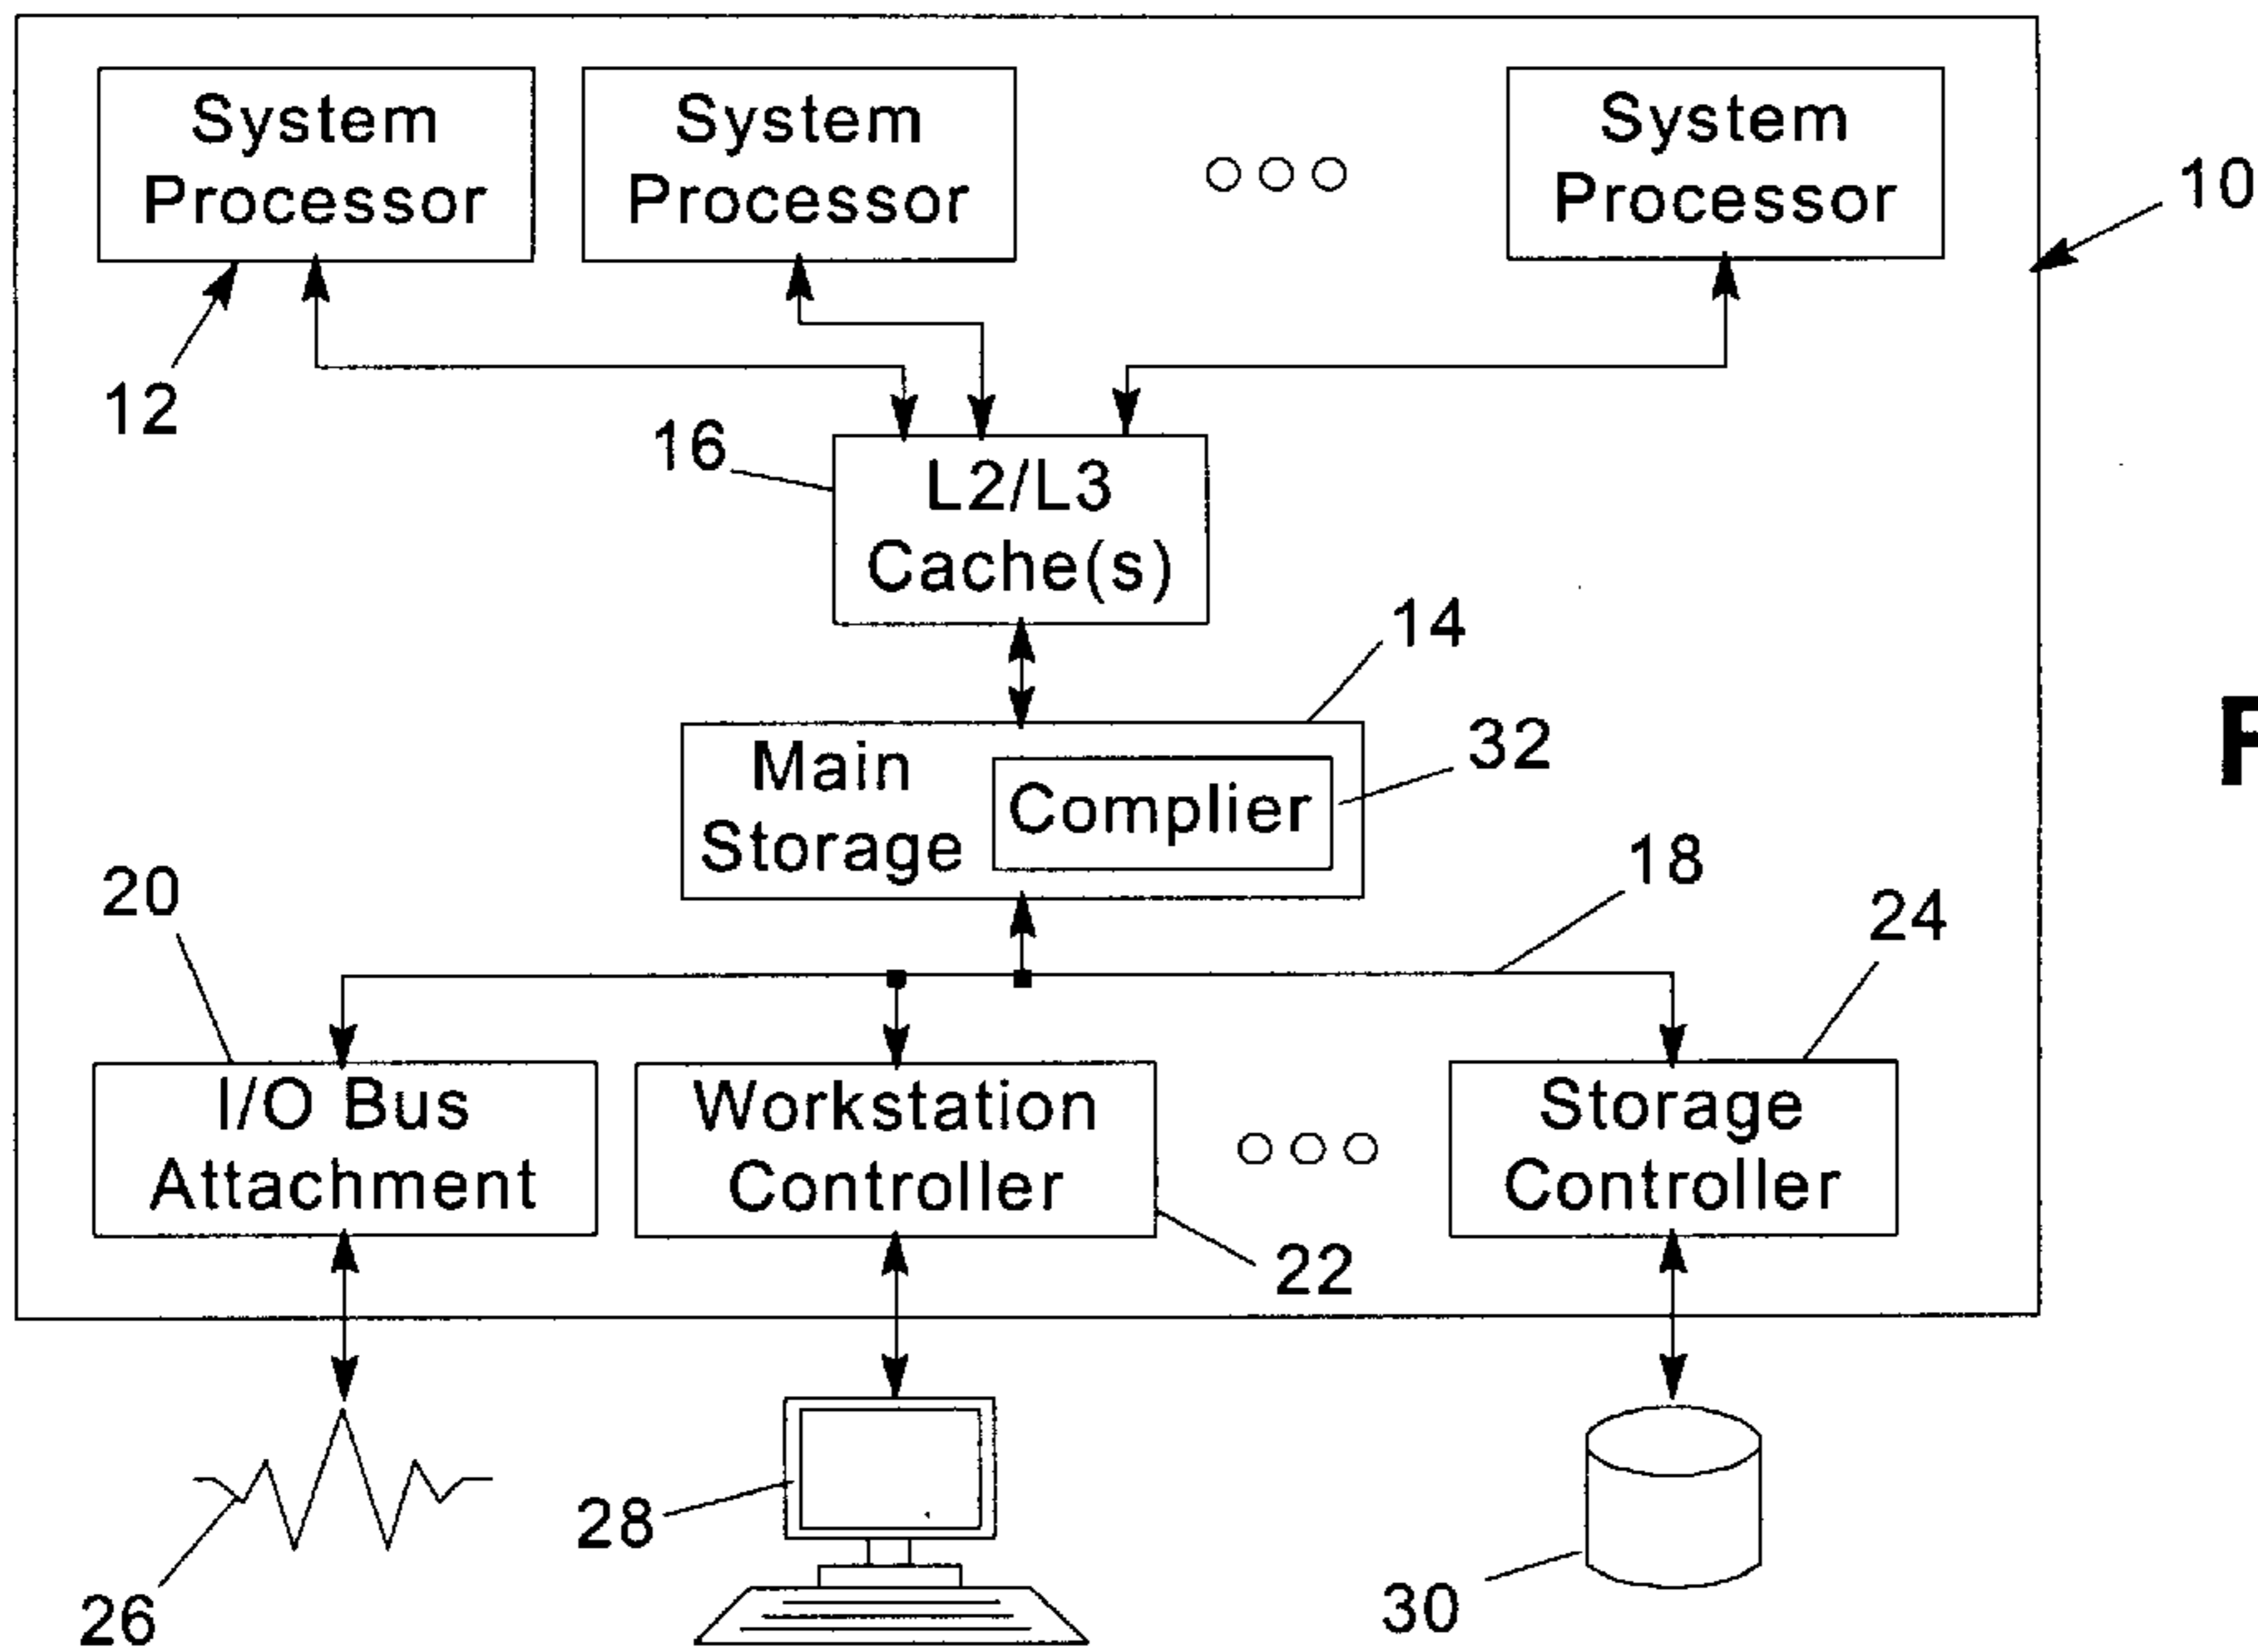 System
Processor
System
Processor
System
Processor
10
12
16
L2/L3
Cache(s)
14
Main
Storage
Complier
32
18
20
24
I/O Bus
Attachment
Workstation
Controller
Storage
Controller
22
26
28
30